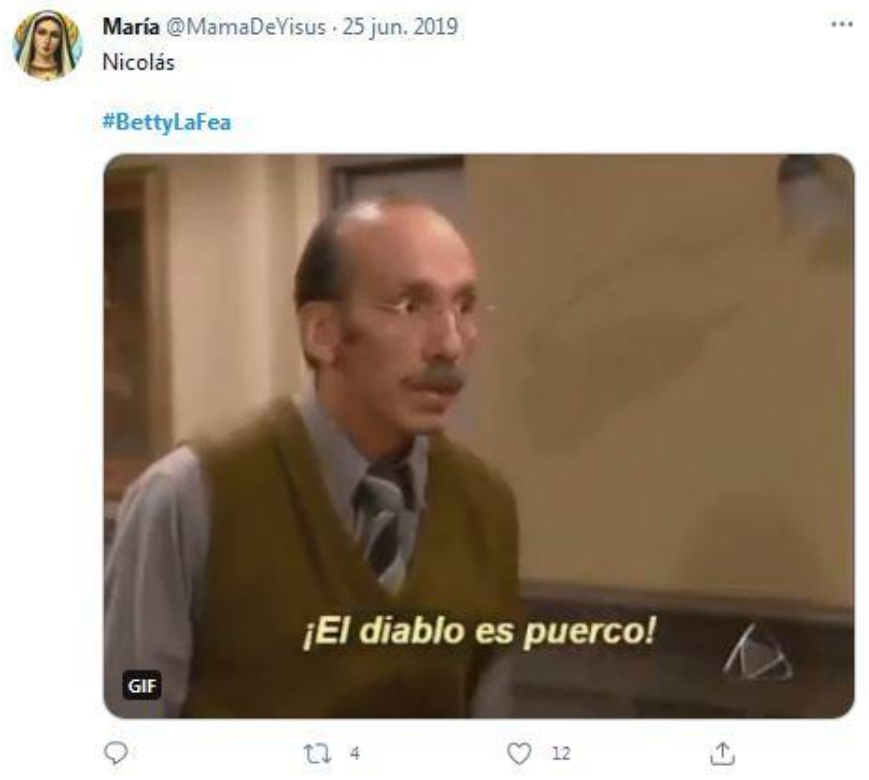 María @MamaDeYisus · 25 jun. 2019
Nicolás
#BettyLaFea
¡El diablo es puerco!
GIF
4 12